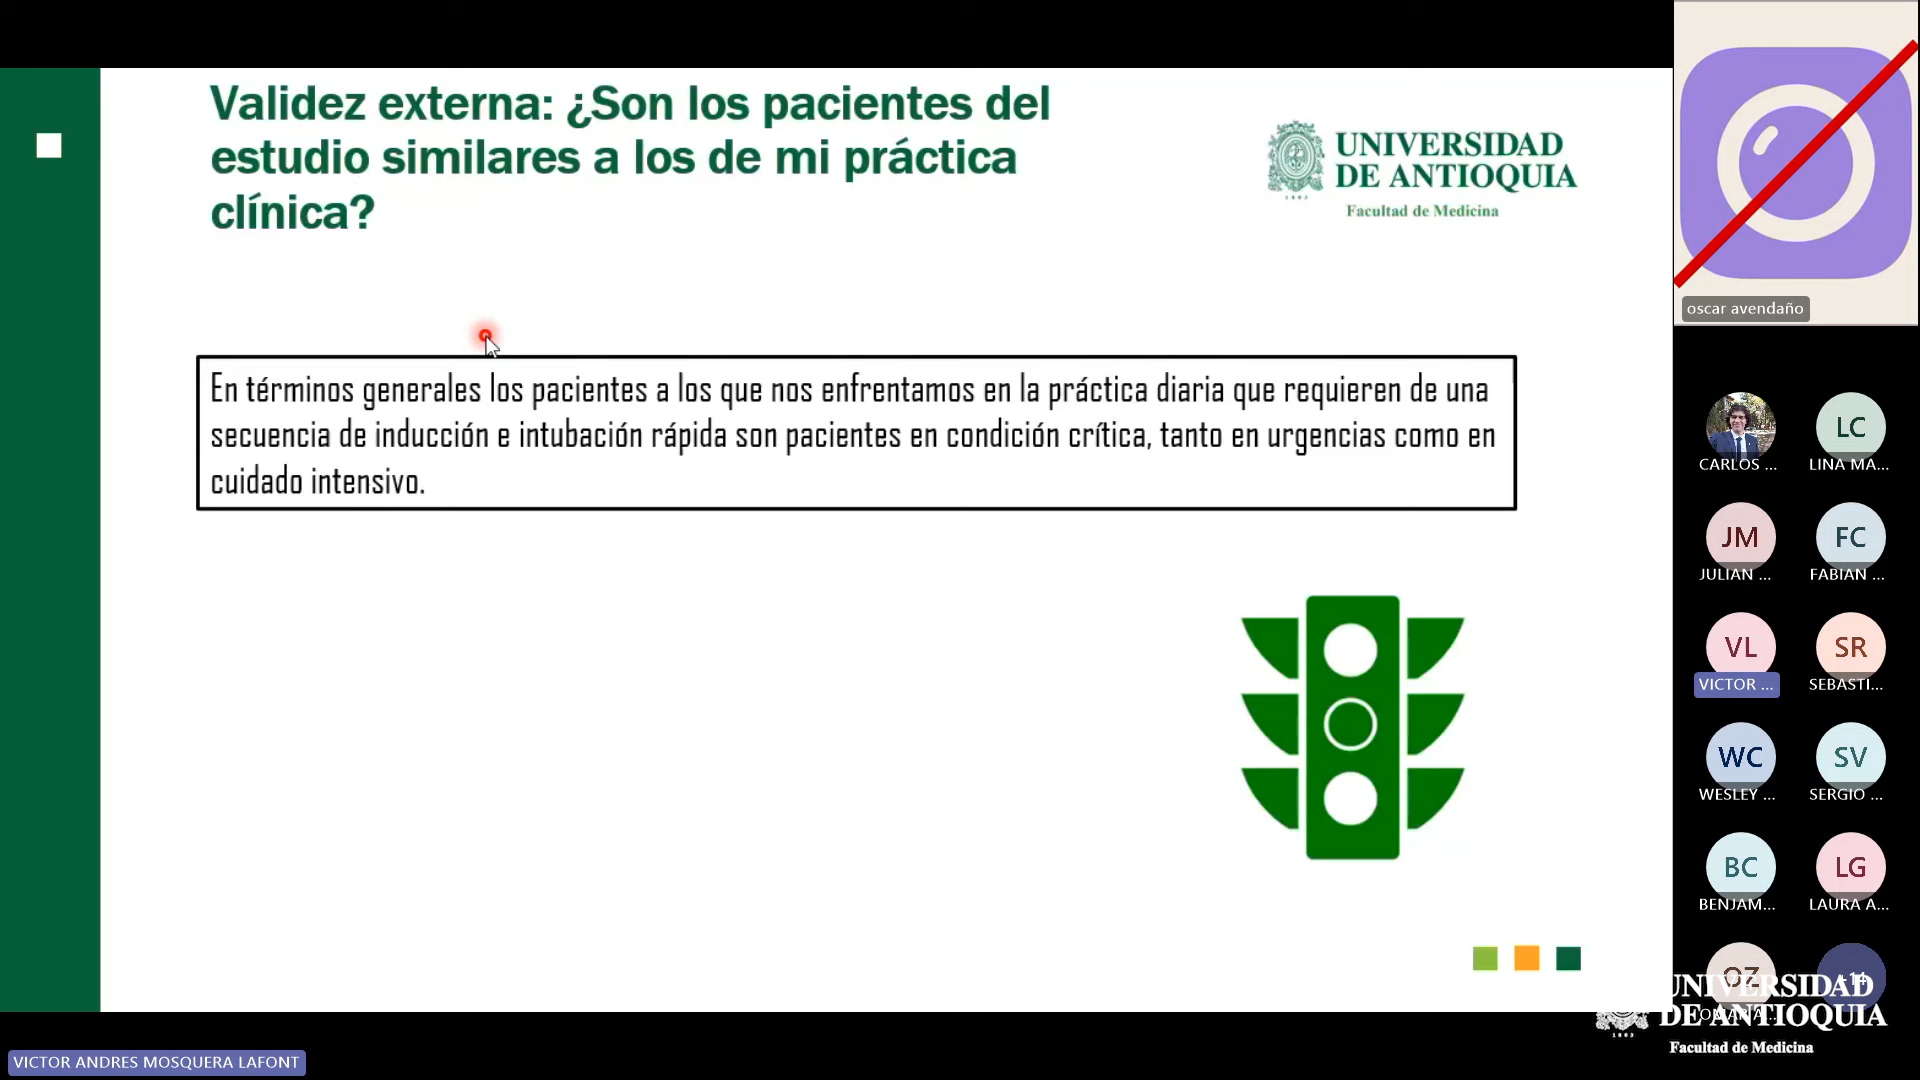 Validez externa: ¿Son los pacientes del
estudio similares a los de mi práctica
clínica?
UNIVERSIDAD
DE ANTIOQUIA
1803
Facultad de Medicina
En términos generales los pacientes a los que nos enfrentamos en la práctica diaria que requieren de una
secuencia de inducción e intubación rápida son pacientes en condición crítica, tanto en urgencias como en
cuidado intensivo.
oscar avendaño
CARLOS ...
LC
LINA MA...
JM
JULIAN ...
FC
FABIAN ...
VL
VICTOR ...
SR
SEBASTI...
WC
WESLEY ...
SV
SERGIO ...
BC
BENJAM...
LG
LAURA A...
OZ
+14
UNIVERSIDAD
DE ANTIOQUIA
1803
Facultad de Medicina
VICTOR ANDRES MOSQUERA LAFONT